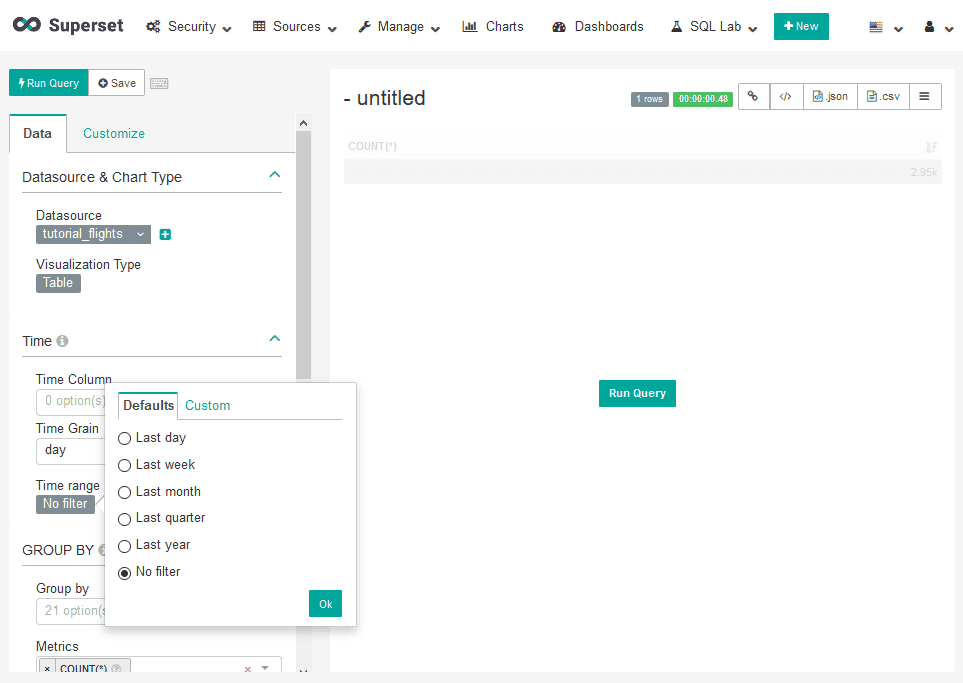 Superset Security Sources Manage Charts Dashboards SQL Lab New
Run Query Save
- untitled 1 rows 00:00:00.48 .json .csv
Data Customize
COUNT(*)
2.95k
Datasource & Chart Type
Datasource
tutorial_flights
Visualization Type
Table
Time
Time Column
0 option(s)
Time Grain
day
Time range
No filter
Defaults Custom
Last day
Last week
Last month
Last quarter
Last year
No filter
Ok
Run Query
GROUP BY
Group by
21 option(s
Metrics
× COUNT(*)